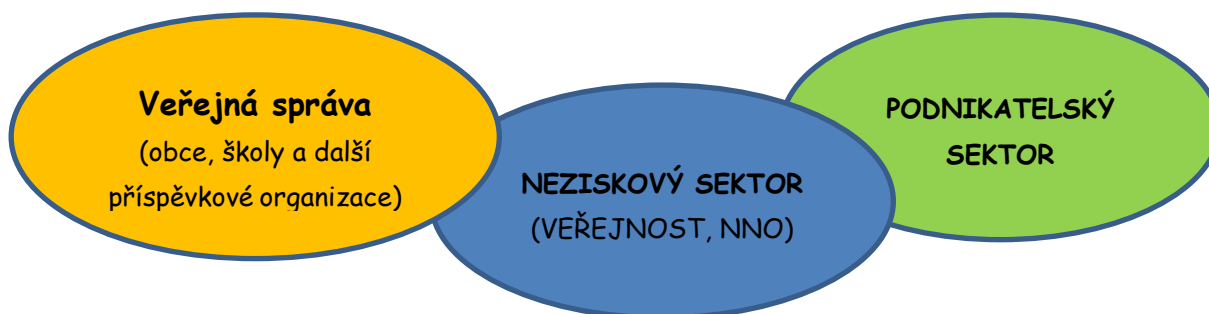 Veřejná správa
(obce, školy a další
příspěvkové organizace)
NEZISKOVÝ SEKTOR
(VEŘEJNOST, NNO)
PODNIKATELSKÝ
SEKTOR